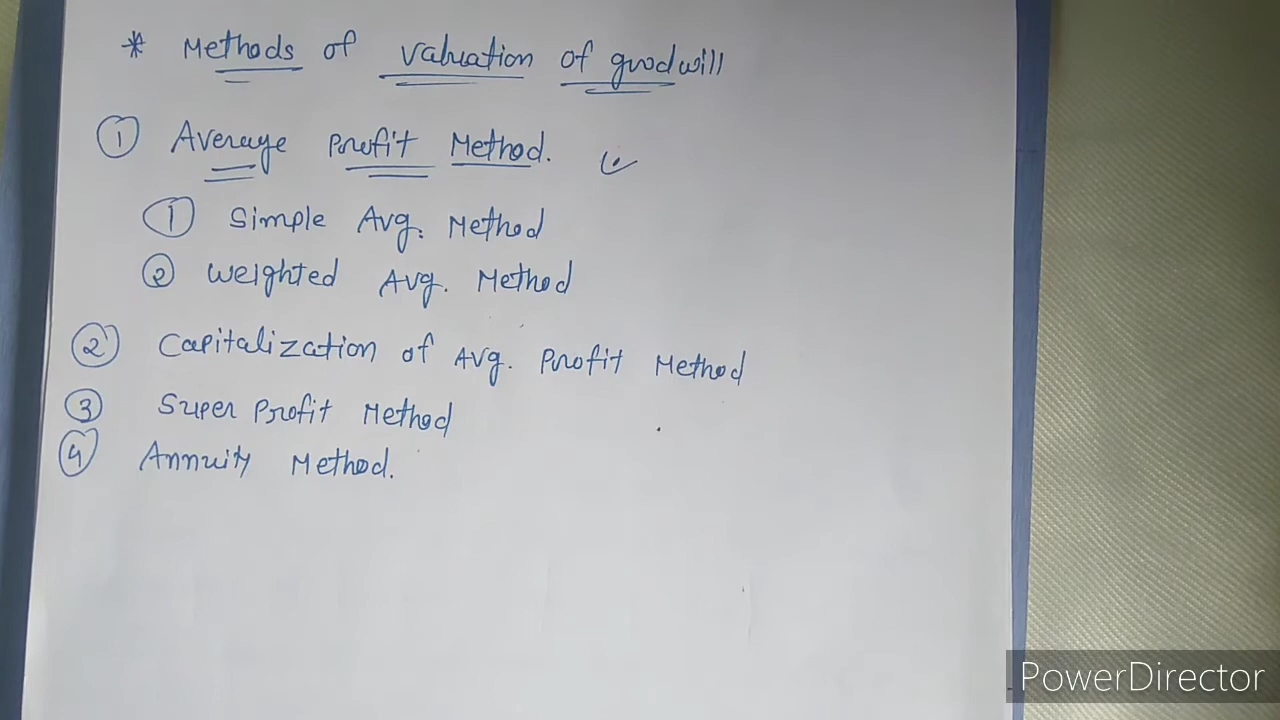 * Methods of valuation of goodwill
① Average Profit Method.
① Simple Avg. Method
② Weighted Avg. Method
② Capitalization of Avg. Profit Method
③ Super Profit Method
④ Annuity Method.
PowerDirector